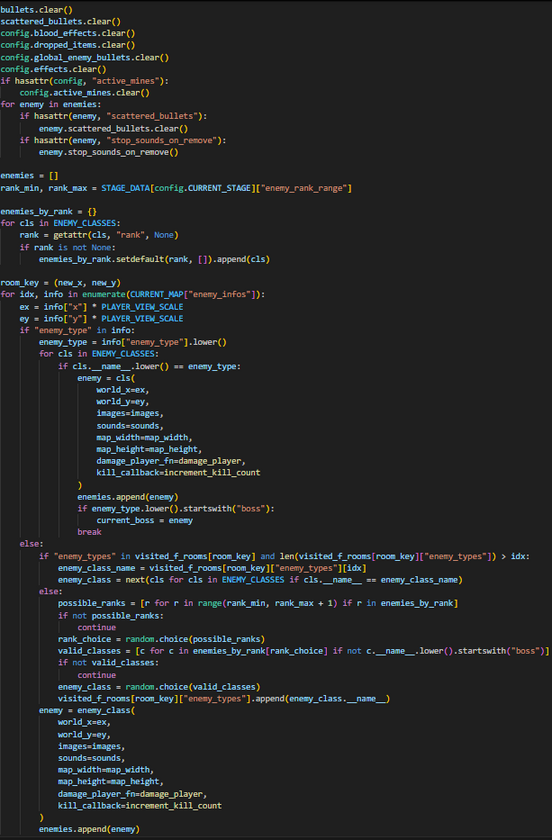 bullets.clear()
scattered_bullets.clear()
config.blood_effects.clear()
config.dropped_items.clear()
config.global_enemy_bullets.clear()
config.effects.clear()
if hasattr(config, "active_mines"):
    config.active_mines.clear()
for enemy in enemies:
    if hasattr(enemy, "scattered_bullets"):
        enemy.scattered_bullets.clear()
    if hasattr(enemy, "stop_sounds_on_remove"):
        enemy.stop_sounds_on_remove()

enemies = []
rank_min, rank_max = STAGE_DATA[config.CURRENT_STAGE]["enemy_rank_range"]

enemies_by_rank = {}
for cls in ENEMY_CLASSES:
    rank = getattr(cls, "rank", None)
    if rank is not None:
        enemies_by_rank.setdefault(rank, []).append(cls)

room_key = (new_x, new_y)
for idx, info in enumerate(CURRENT_MAP["enemy_infos"]):
    ex = info["x"] * PLAYER_VIEW_SCALE
    ey = info["y"] * PLAYER_VIEW_SCALE
    if "enemy_type" in info:
        enemy_type = info["enemy_type"].lower()
        for cls in ENEMY_CLASSES:
            if cls.__name__.lower() == enemy_type:
                enemy = cls(
                    world_x=ex,
                    world_y=ey,
                    images=images,
                    sounds=sounds,
                    map_width=map_width,
                    map_height=map_height,
                    damage_player_fn=damage_player,
                    kill_callback=increment_kill_count
                )
                enemies.append(enemy)
                if enemy_type.lower().startswith("boss"):
                    current_boss = enemy
                break
    else:
        if "enemy_types" in visited_f_rooms[room_key] and len(visited_f_rooms[room_key]["enemy_types"]) > idx:
            enemy_class_name = visited_f_rooms[room_key]["enemy_types"][idx]
            enemy_class = next(cls for cls in ENEMY_CLASSES if cls.__name__ == enemy_class_name)
        else:
            possible_ranks = [r for r in range(rank_min, rank_max + 1) if r in enemies_by_rank]
            if not possible_ranks:
                continue
            rank_choice = random.choice(possible_ranks)
            valid_classes = [c for c in enemies_by_rank[rank_choice] if not c.__name__.lower().startswith("boss")]
            if not valid_classes:
                continue
            enemy_class = random.choice(valid_classes)
            visited_f_rooms[room_key]["enemy_types"].append(enemy_class.__name__)
        enemy = enemy_class(
            world_x=ex,
            world_y=ey,
            images=images,
            sounds=sounds,
            map_width=map_width,
            map_height=map_height,
            damage_player_fn=damage_player,
            kill_callback=increment_kill_count
        )
        enemies.append(enemy)